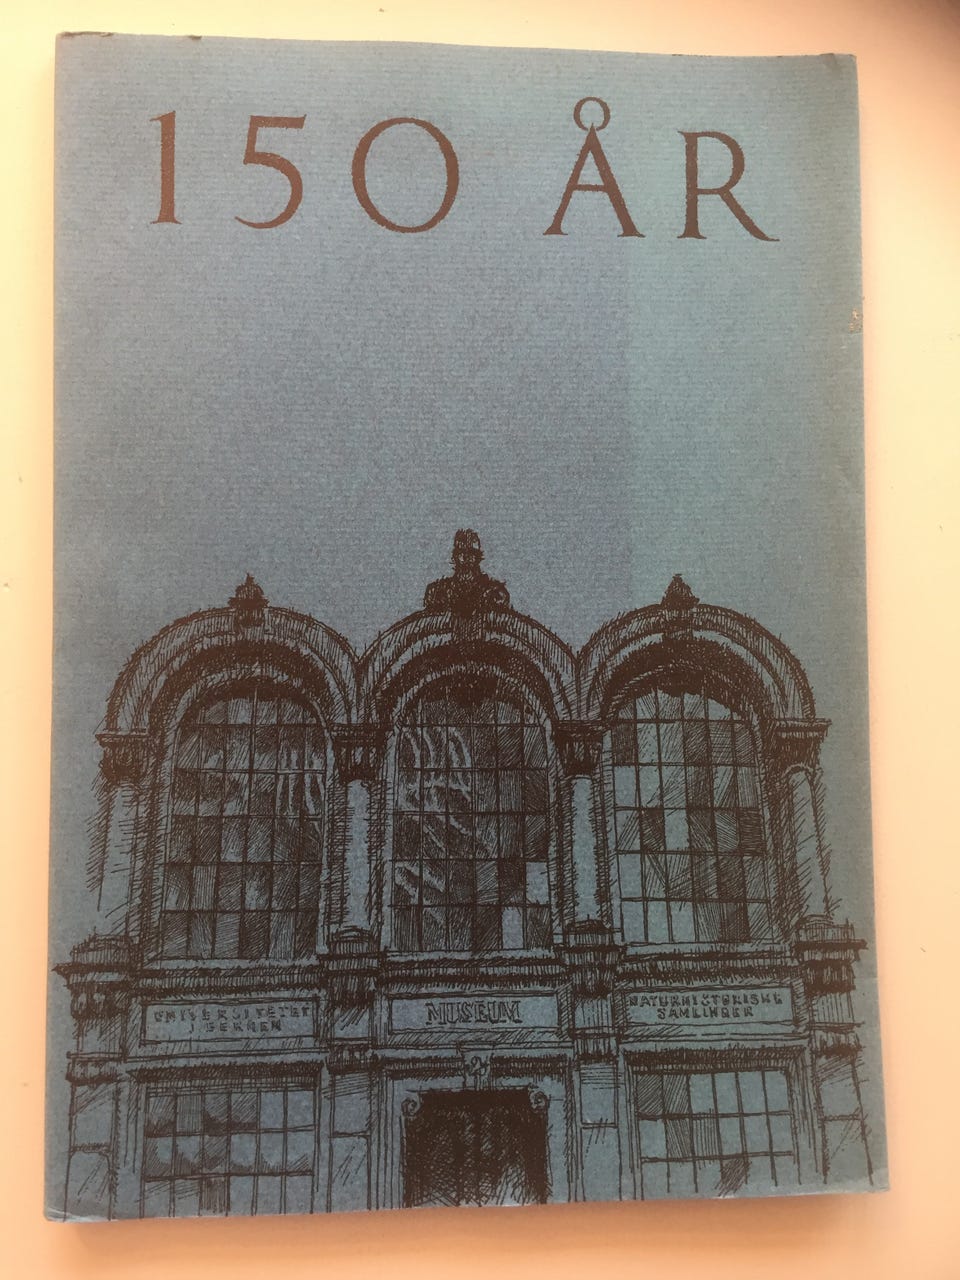 150 ÅR
UNIVERSITETET
I BERGEN
MUSEUM
NATURHISTORISKE
SAMLINGER